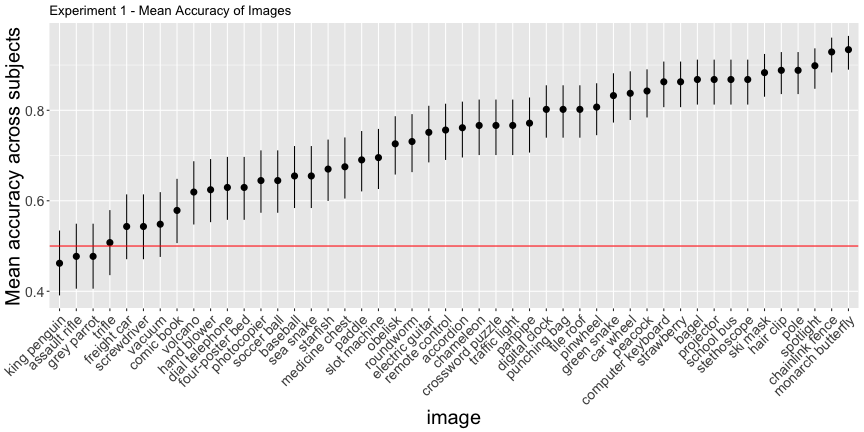 Experiment 1 - Mean Accuracy of Images
Mean accuracy across subjects
0.8
0.6
0.4
king penguin
assault rifle
grey parrot
trifle
freight car
screwdriver
vacuum
comic book
volcano
hand blower
dial telephone
four-poster bed
photocopier
soccer ball
baseball
sea snake
starfish
medicine chest
paddle
slot machine
obelisk
roundworm
electric guitar
remote control
accordion
chameleon
crossword puzzle
traffic light
panpipe
digital clock
punching bag
tile roof
pinwheel
green snake
car wheel
peacock
computer keyboard
strawberry
bagel
projector
school bus
stethoscope
ski mask
hair clip
pole
spotlight
chainlink fence
monarch butterfly
image